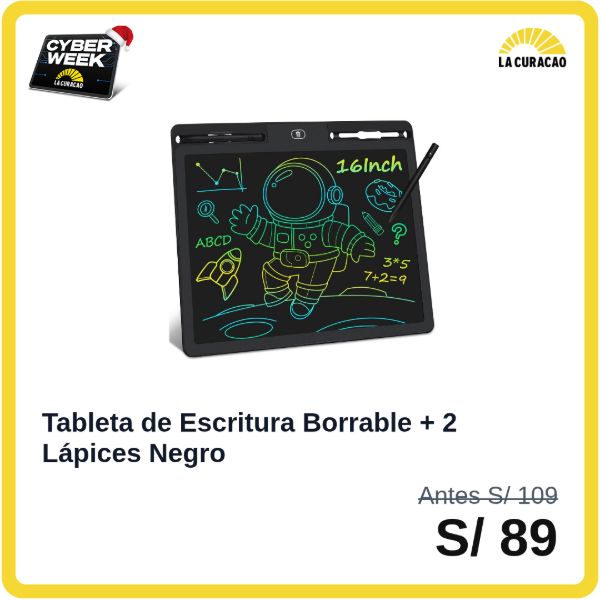 CYBER
WEEK
LA CURACAO
LA CURACAO
16Inch
ABCD
?
3*5
7+2=9
Tableta de Escritura Borrable + 2
Lápices Negro
Antes S/ 109
S/ 89